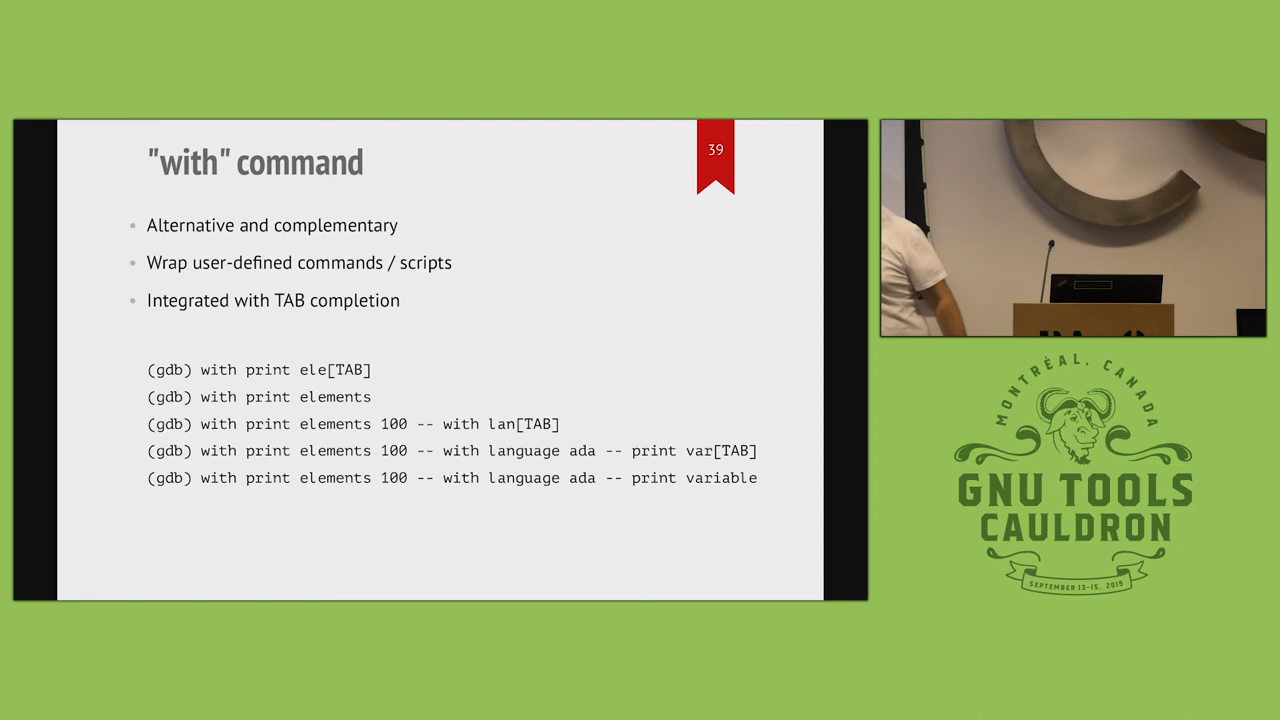 "with" command
39
Alternative and complementary
Wrap user-defined commands / scripts
Integrated with TAB completion
(gdb) with print ele[TAB]
(gdb) with print elements
(gdb) with print elements 100 -- with lan[TAB]
(gdb) with print elements 100 -- with language ada -- print var[TAB]
(gdb) with print elements 100 -- with language ada -- print variable
MONTRÉAL, CANADA
GNU TOOLS
CAULDRON
SEPTEMBER 13-15, 2019